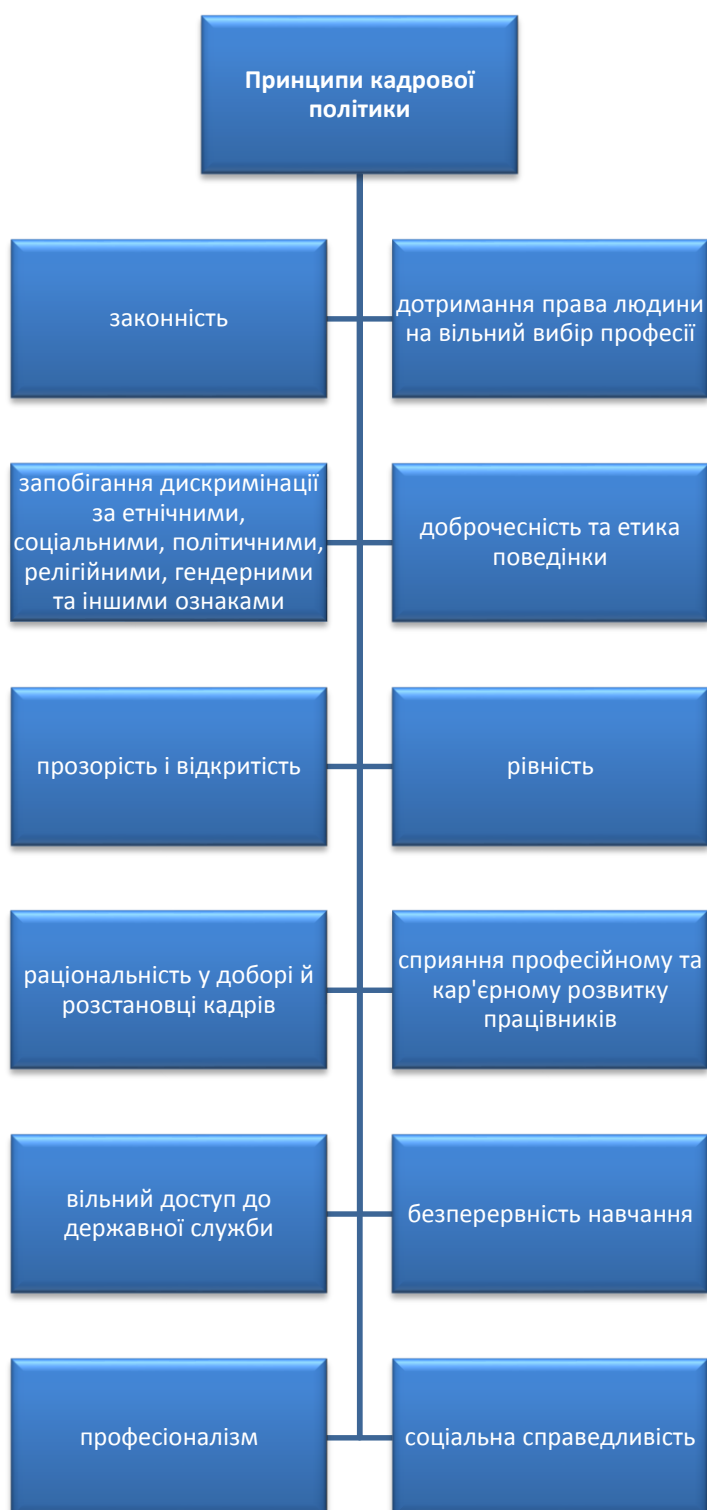 Принципи кадрової
політики
законність
дотримання права людини
на вільний вибір професії
запобігання дискримінації
за етнічними,
соціальними, політичними,
релігійними, гендерними
та іншими ознаками
доброчесність та етика
поведінки
прозорість і відкритість
рівність
раціональність у доборі й
розстановці кадрів
сприяння професійному та
кар'єрному розвитку
працівників
вільний доступ до
державної служби
безперервність навчання
професіоналізм
соціальна справедливість